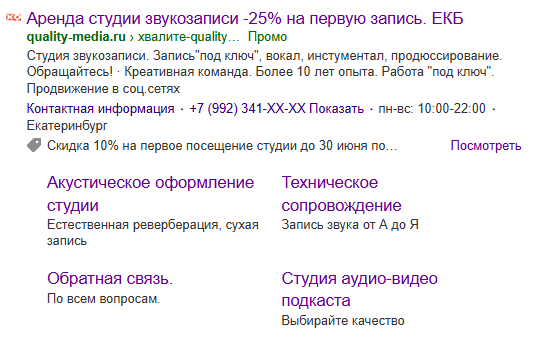 Аренда студии звукозаписи -25% на первую запись. ЕКБ
quality-media.ru › хвалите-quality… Промо
Студия звукозаписи. Запись"под ключ", вокал, инстумент, продюссирование.
Обращайтесь! · Креативная команда. Более 10 лет опыта. Работа "под ключ".
Продвижение в соц.сетях
Контактная информация · +7 (992) 341-XX-XX Показать · пн-вс: 10:00-22:00 ·
Екатеринбург
Скидка 10% на первое посещение студии до 30 июня по… Посмотреть
Акустическое оформление студии
Естественная реверберация, сухая запись
Техническое сопровождение
Запись звука от А до Я
Обратная связь.
По всем вопросам.
Студия аудио-видео подкаста
Выбирайте качество